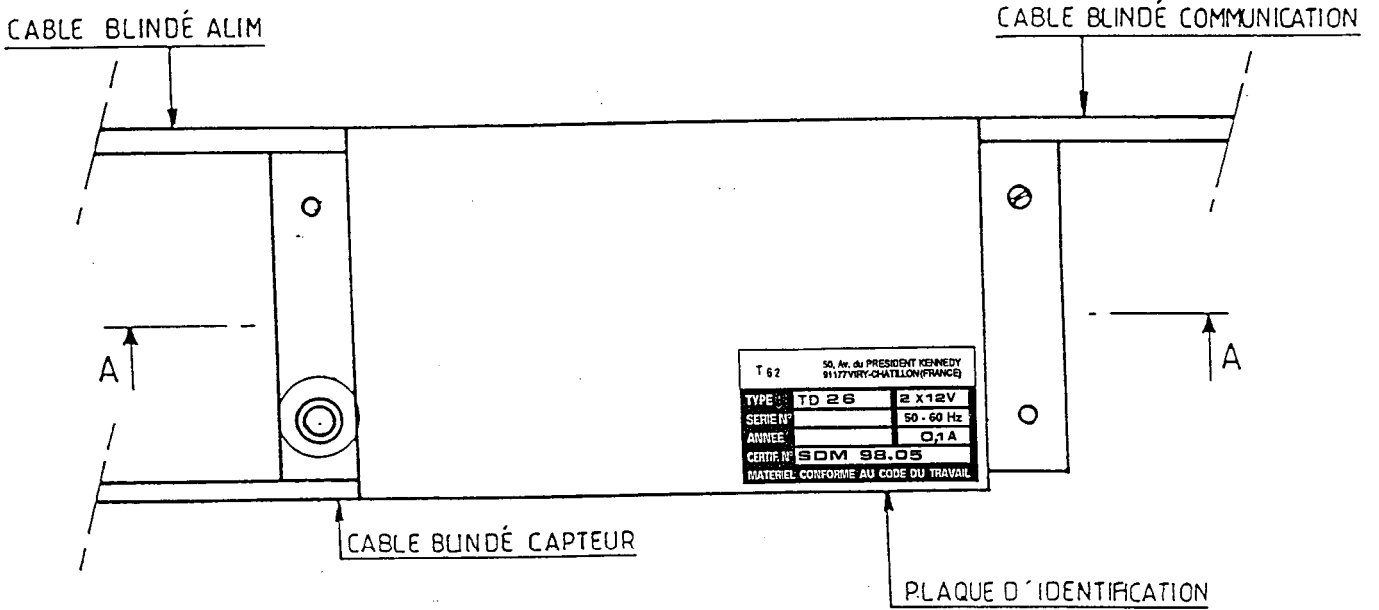 CABLE BLINDÉ ALIM
CABLE BLINDÉ COMMUNICATION
A
A
T 62
50, Av. du PRESIDENT KENNEDY
91177 VIRY-CHATILLON (FRANCE)
TYPE TD 26 2 X 12V
SERIE N° 50 - 60 Hz
ANNEE 0,1 A
CERTIF. N° SDM 98.05
MATERIEL CONFORME AU CODE DU TRAVAIL
CABLE BLINDÉ CAPTEUR
PLAQUE D'IDENTIFICATION